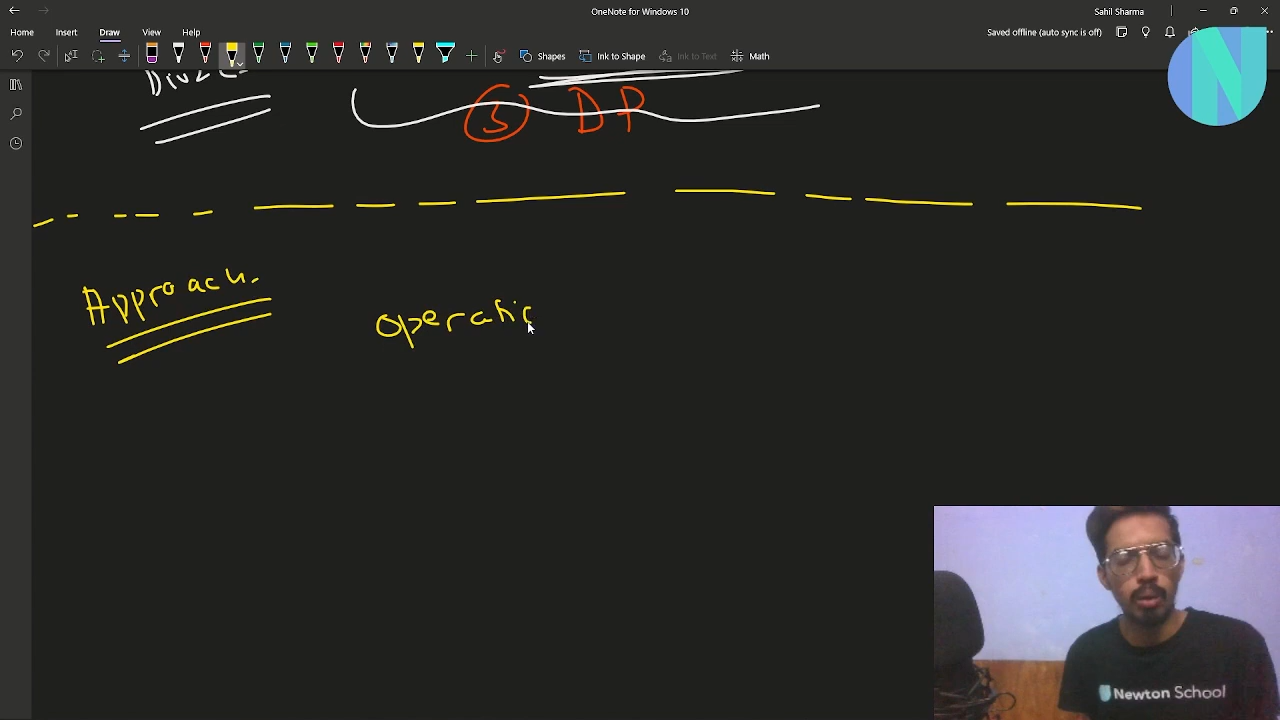 OneNote for Windows 10
Sahil Sharma
Home Insert Draw View Help
Saved offline (auto sync is off)
Shapes Ink to Shape Ink to Text Math
3 D P
Approach.
operatio
Newton School